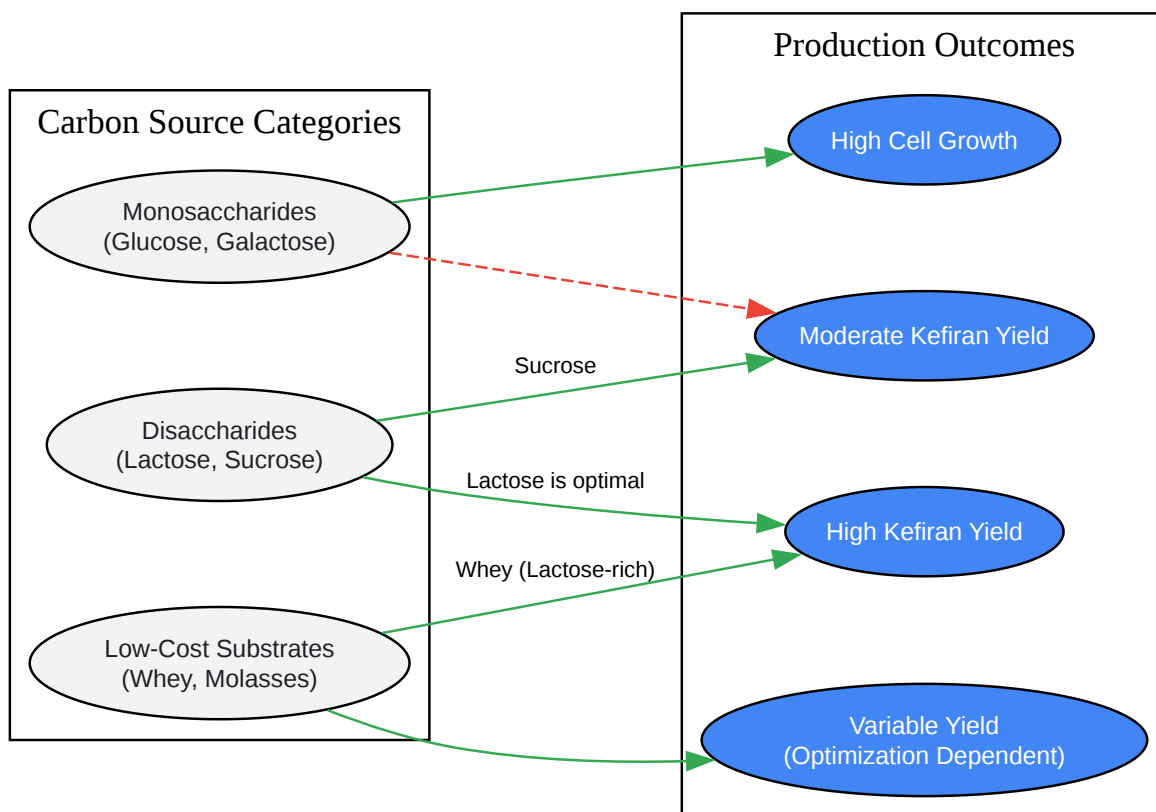 Production Outcomes
Carbon Source Categories
High Cell Growth
Monosaccharides
(Glucose, Galactose)
Moderate Kefiran Yield
Sucrose
Disaccharides
(Lactose, Sucrose)
Lactose is optimal
High Kefiran Yield
Whey (Lactose-rich)
Low-Cost Substrates
(Whey, Molasses)
Variable Yield
(Optimization Dependent)